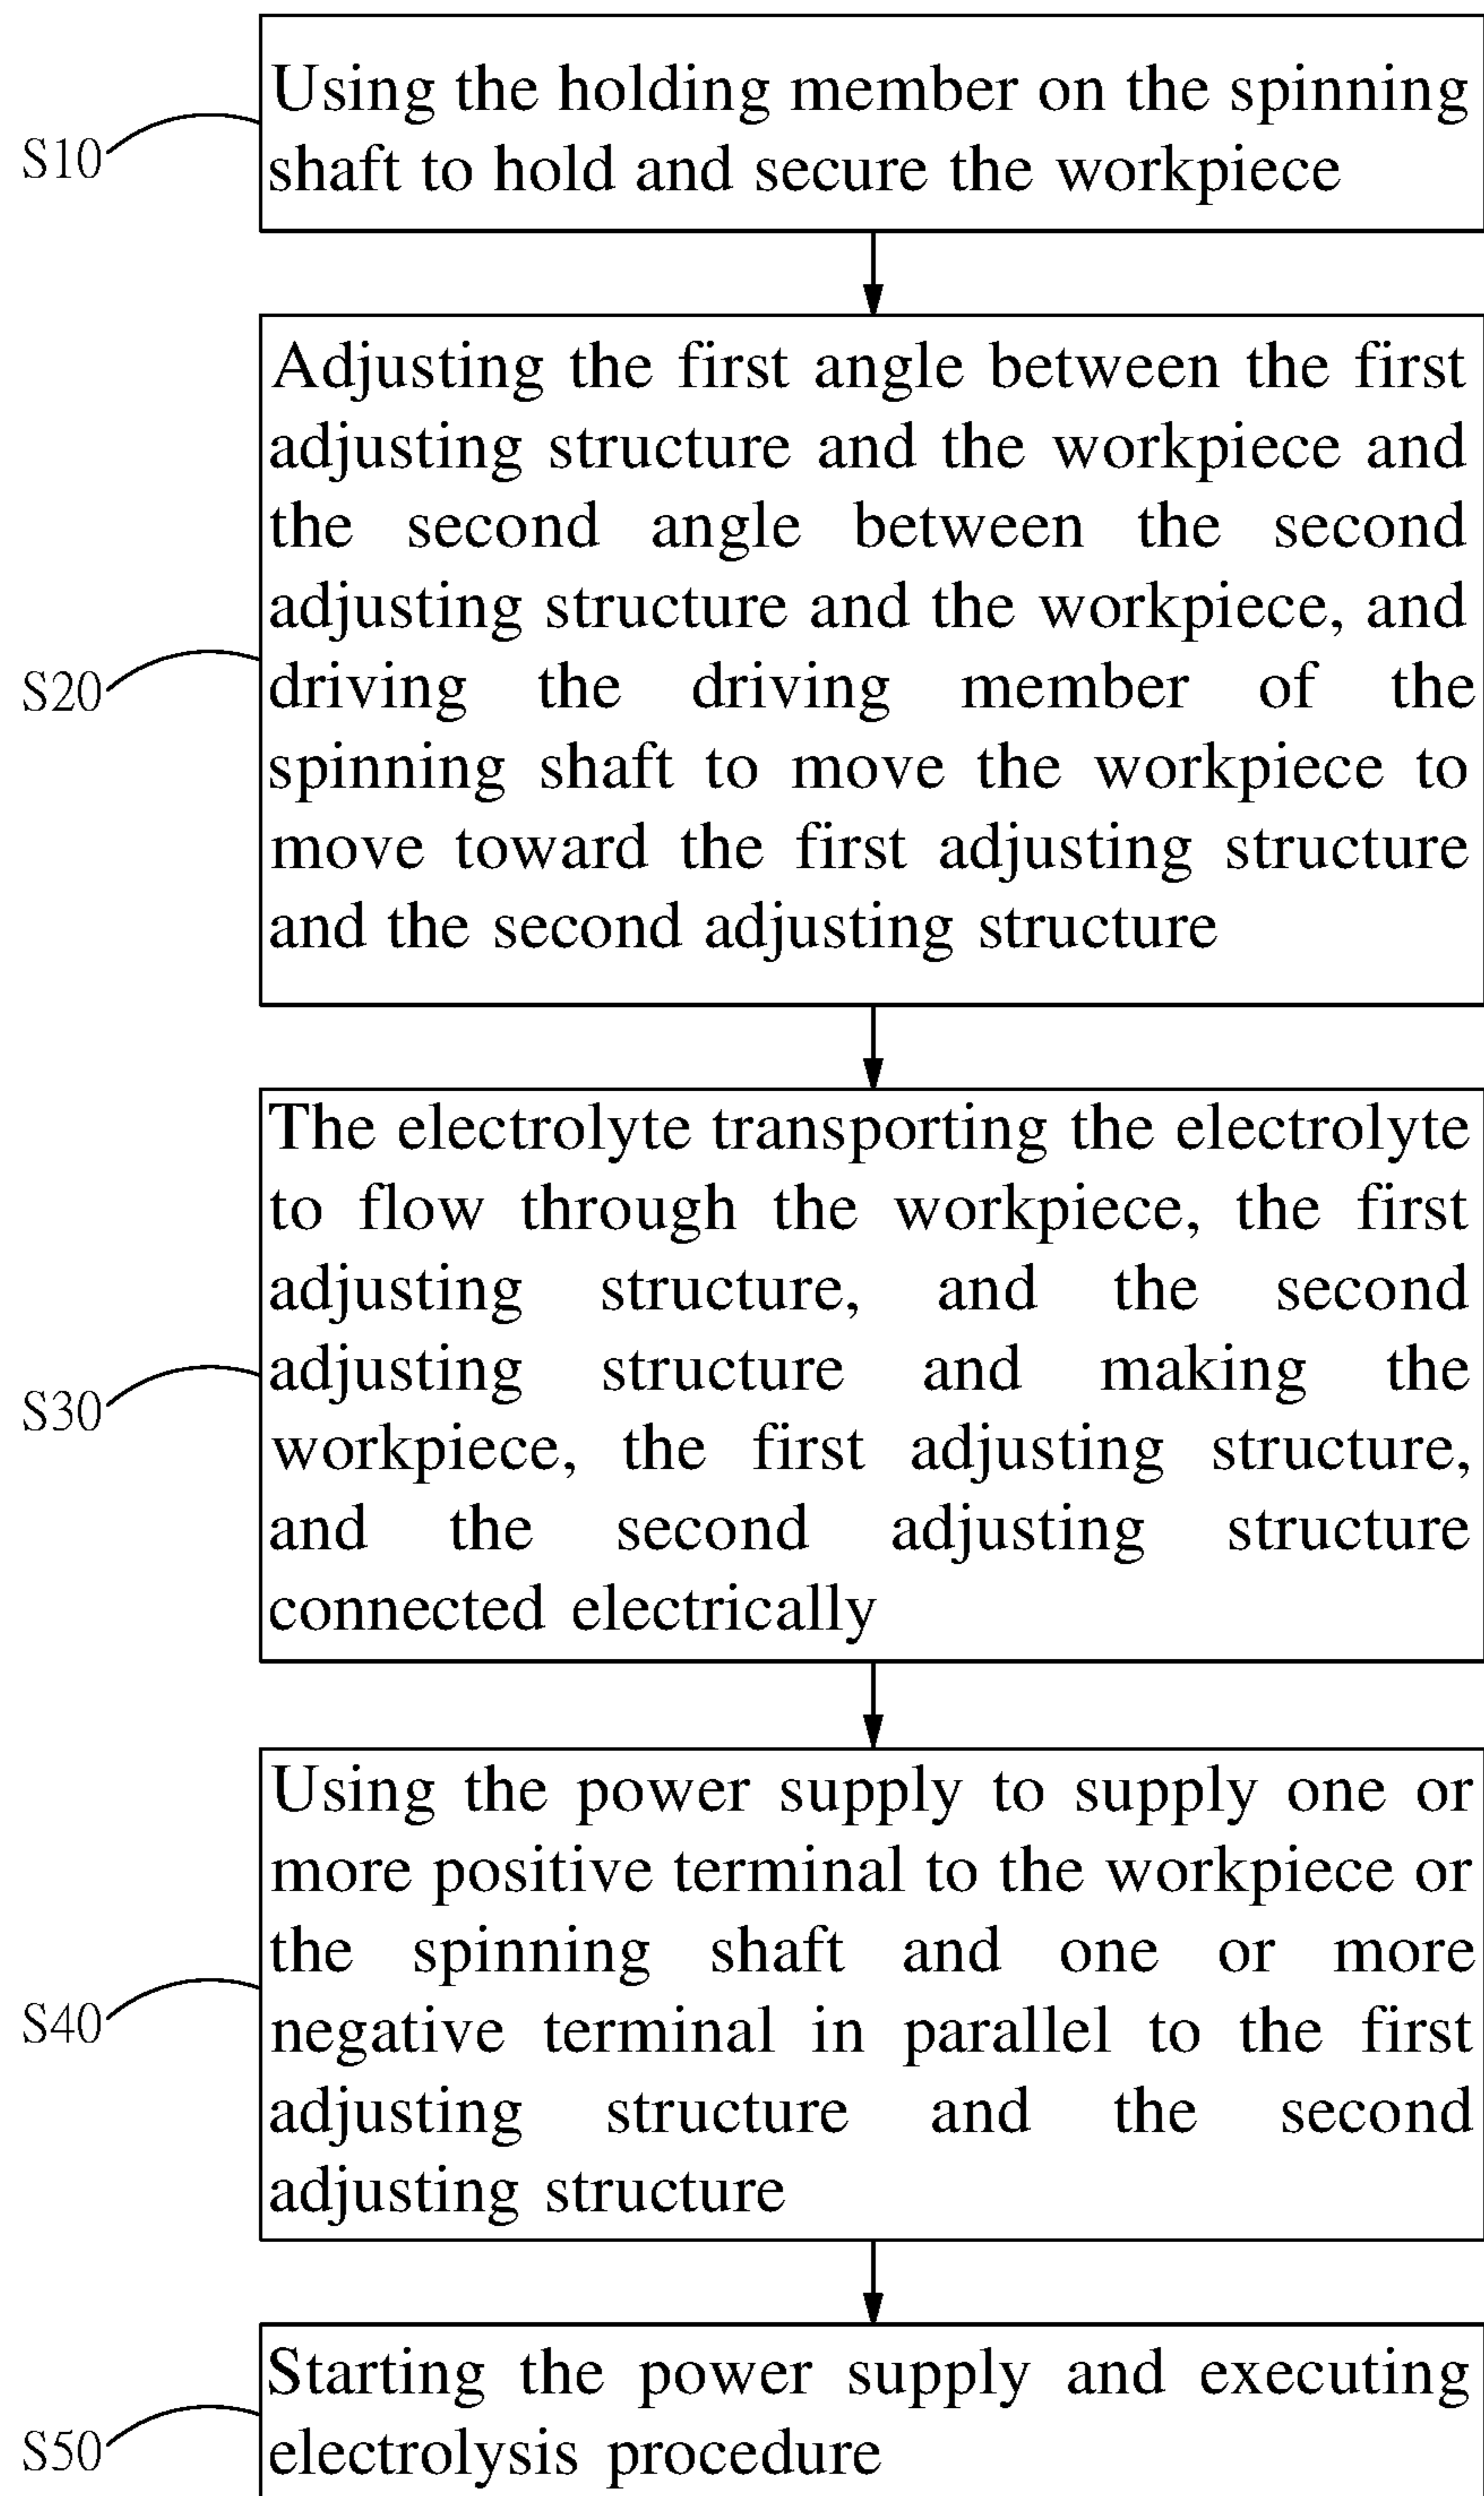 Using the holding member on the spinning
S10
shaft to hold and secure the workpiece
Adjusting the first angle between the first
adjusting structure and the workpiece and
the second angle between the second
adjusting structure and the workpiece, and
S20
driving the driving member of the
spinning shaft to move the workpiece to
move toward the first adjusting structure
and the second adjusting structure
The electrolyte transporting the electrolyte
to flow through the workpiece, the first
adjusting structure, and the second
S30
adjusting structure and making the
workpiece, the first adjusting structure,
and the second adjusting structure
connected electrically
Using the power supply to supply one or
more positive terminal to the workpiece or
the spinning shaft and one or more
S40
negative terminal in parallel to the first
adjusting structure and the second
adjusting structure
Starting the power supply and executing
S50
electrolysis procedure